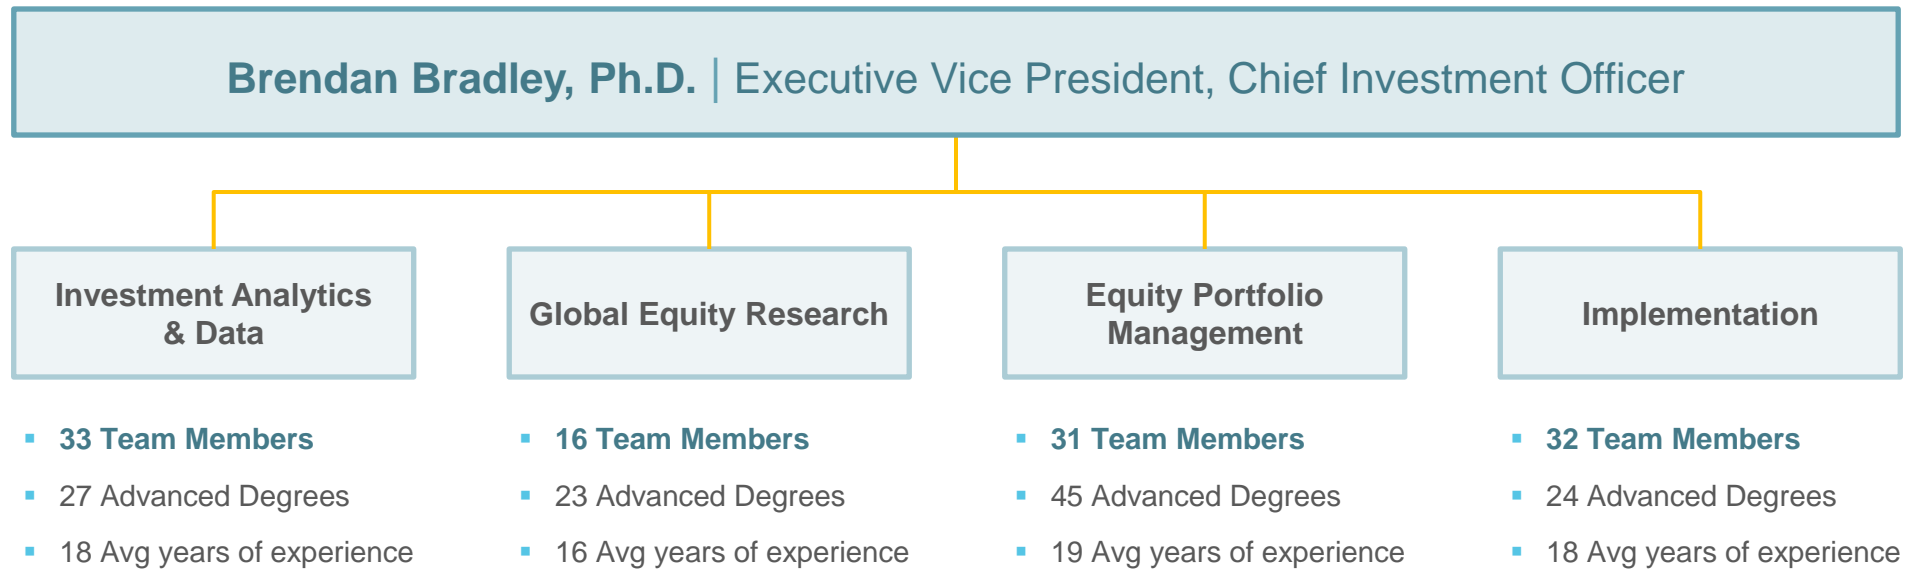 Brendan Bradley, Ph.D. | Executive Vice President, Chief Investment Officer
Investment Analytics
& Data
▪ 33 Team Members
▪ 27 Advanced Degrees
▪ 18 Avg years of experience
Global Equity Research
▪ 16 Team Members
▪ 23 Advanced Degrees
▪ 16 Avg years of experience
Equity Portfolio
Management
▪ 31 Team Members
▪ 45 Advanced Degrees
▪ 19 Avg years of experience
Implementation
▪ 32 Team Members
▪ 24 Advanced Degrees
▪ 18 Avg years of experience